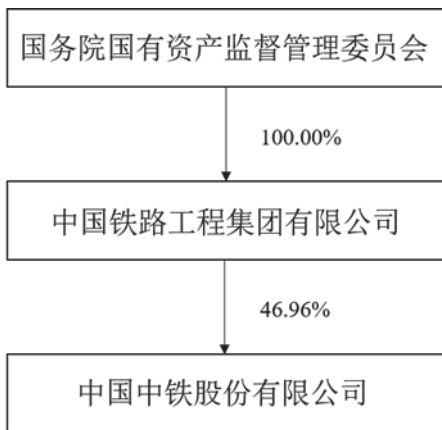 国务院国有资产监督管理委员会
100.00%
中国铁路工程集团有限公司
46.96%
中国中铁股份有限公司